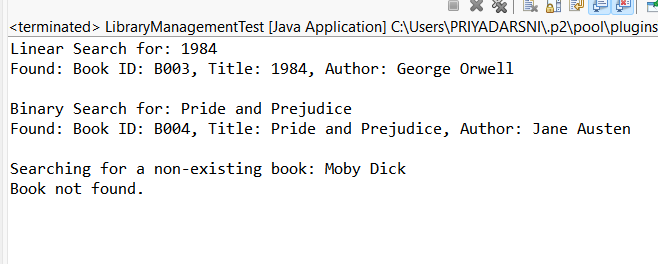 <terminated> LibraryManagementTest [Java Application] C:\Users\PRIYADARSNI\.p2\pool\plugins
Linear Search for: 1984
Found: Book ID: B003, Title: 1984, Author: George Orwell
Binary Search for: Pride and Prejudice
Found: Book ID: B004, Title: Pride and Prejudice, Author: Jane Austen
Searching for a non-existing book: Moby Dick
Book not found.